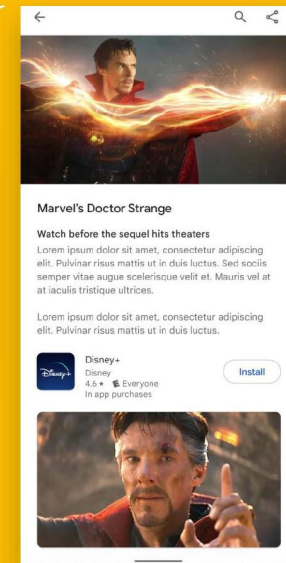 Marvel's Doctor Strange
Watch before the sequel hits theaters
Lorem ipsum dolor sit amet, consectetur adipiscing
elit. Pulvinar risus mattis ut in duis luctus. Sed sociis
semper vitae augue scelerisque velit et. Mauris vel at
at iaculis tristique ultrices.
Lorem ipsum dolor sit amet, consectetur adipiscing
elit. Pulvinar risus mattis ut in duis luctus.
Disney+
Disney+
Disney
4.6 ★ E Everyone
In app purchases
Install